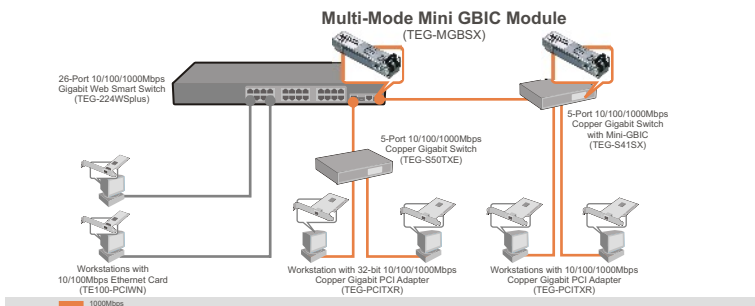 Multi-Mode Mini GBIC Module
(TEG-MGBSX)
26-Port 10/100/1000Mbps
Gigabit Web Smart Switch
(TEG-224WSplus)
5-Port 10/100/1000Mbps
Copper Gigabit Switch
with Mini-GBIC
(TEG-S41SX)
5-Port 10/100/1000Mbps
Copper Gigabit Switch
(TEG-S50TXE)
Workstations with
10/100Mbps Ethernet Card
(TE100-PCIWN)
Workstation with 32-bit 10/100/1000Mbps
Copper Gigabit PCI Adapter
(TEG-PCITXR)
Workstations with 10/100/1000Mbps
Copper Gigabit PCI Adapter
(TEG-PCITXR)
1000Mbps